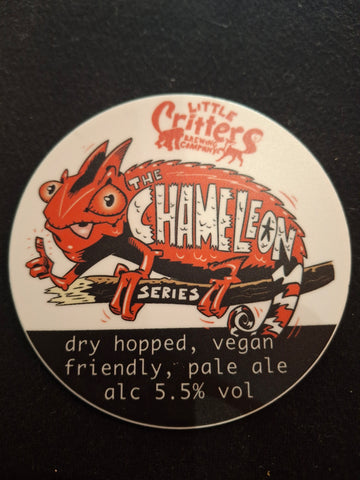 LITTLE
Critters
BREWING
COMPANY
THE
CHAMELEON
SERIES
dry hopped, vegan
friendly, pale ale
alc 5.5% vol